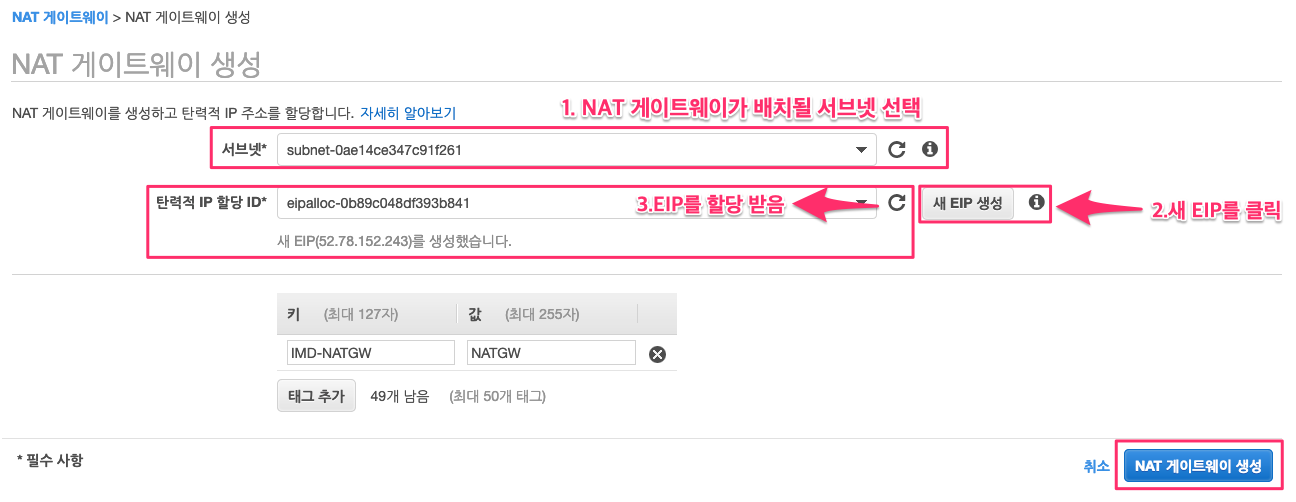 NAT 게이트웨이 > NAT 게이트웨이 생성
NAT 게이트웨이 생성
NAT 게이트웨이를 생성하고 탄력적 IP 주소를 할당합니다. 자세히 알아보기
1. NAT 게이트웨이가 배치될 서브넷 선택
서브넷* subnet-0ae14ce347c91f261
탄력적 IP 할당 ID* eipalloc-0b89c048df393b841 3.EIP를 할당 받음 새 EIP 생성 2.새 EIP를 클릭
새 EIP(52.78.152.243)를 생성했습니다.
키 (최대 127자) 값 (최대 255자)
IMD-NATGW NATGW
태그 추가 49개 남음 (최대 50개 태그)
* 필수 사항 취소 NAT 게이트웨이 생성